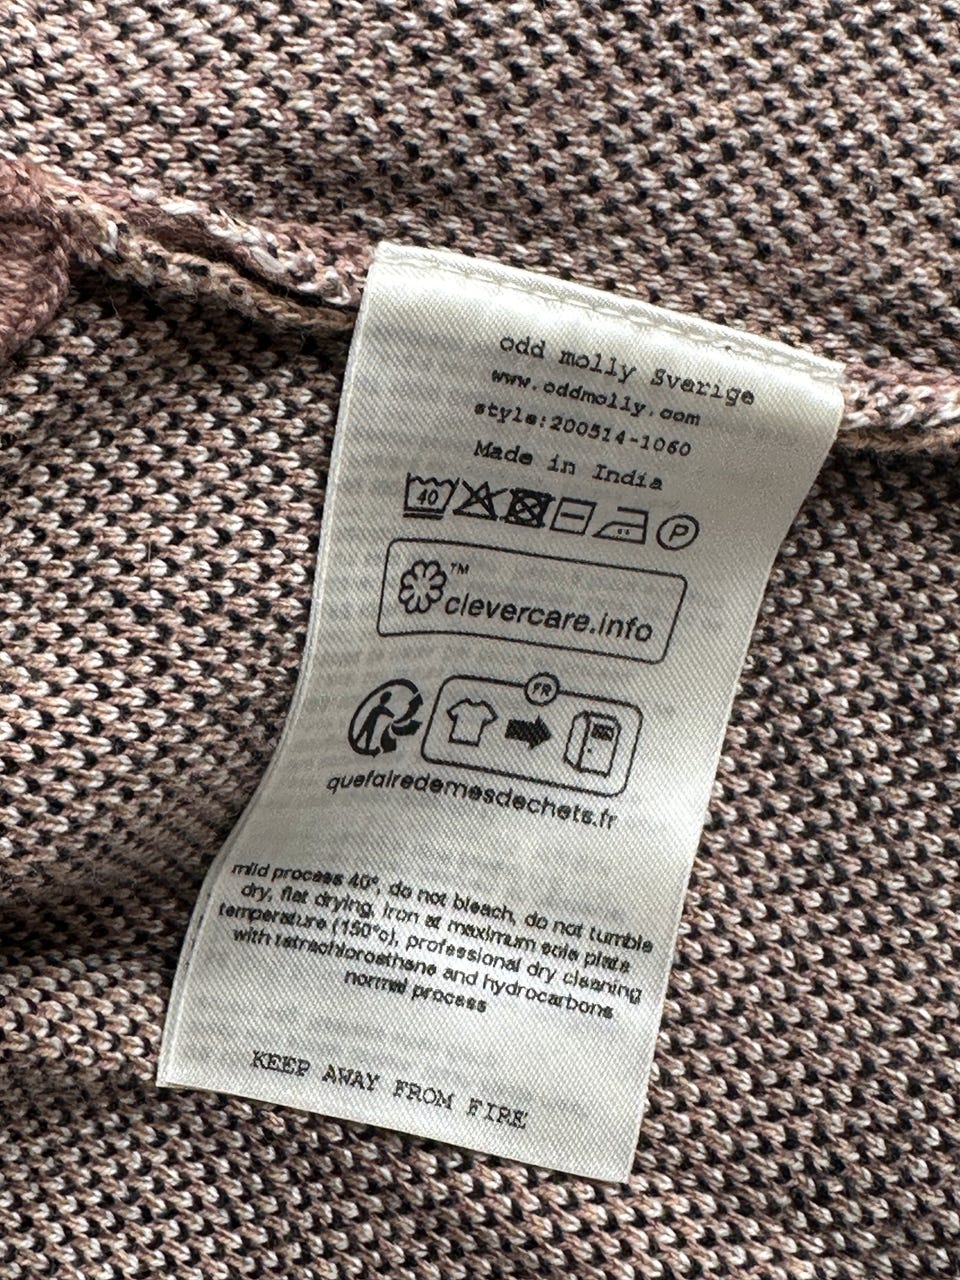 odd molly Sverige
www.oddmolly.com
style:200514-1060
Made in India
40 P
™
clevercare.info
FR
quefairedemesdechets.fr
mild process 40°, do not bleach, do not tumble
dry, flat drying, iron at maximum sole plate
temperature (150°c), professional dry cleaning
with tetrachloroethane and hydrocarbons
normal process
KEEP AWAY FROM FIRE